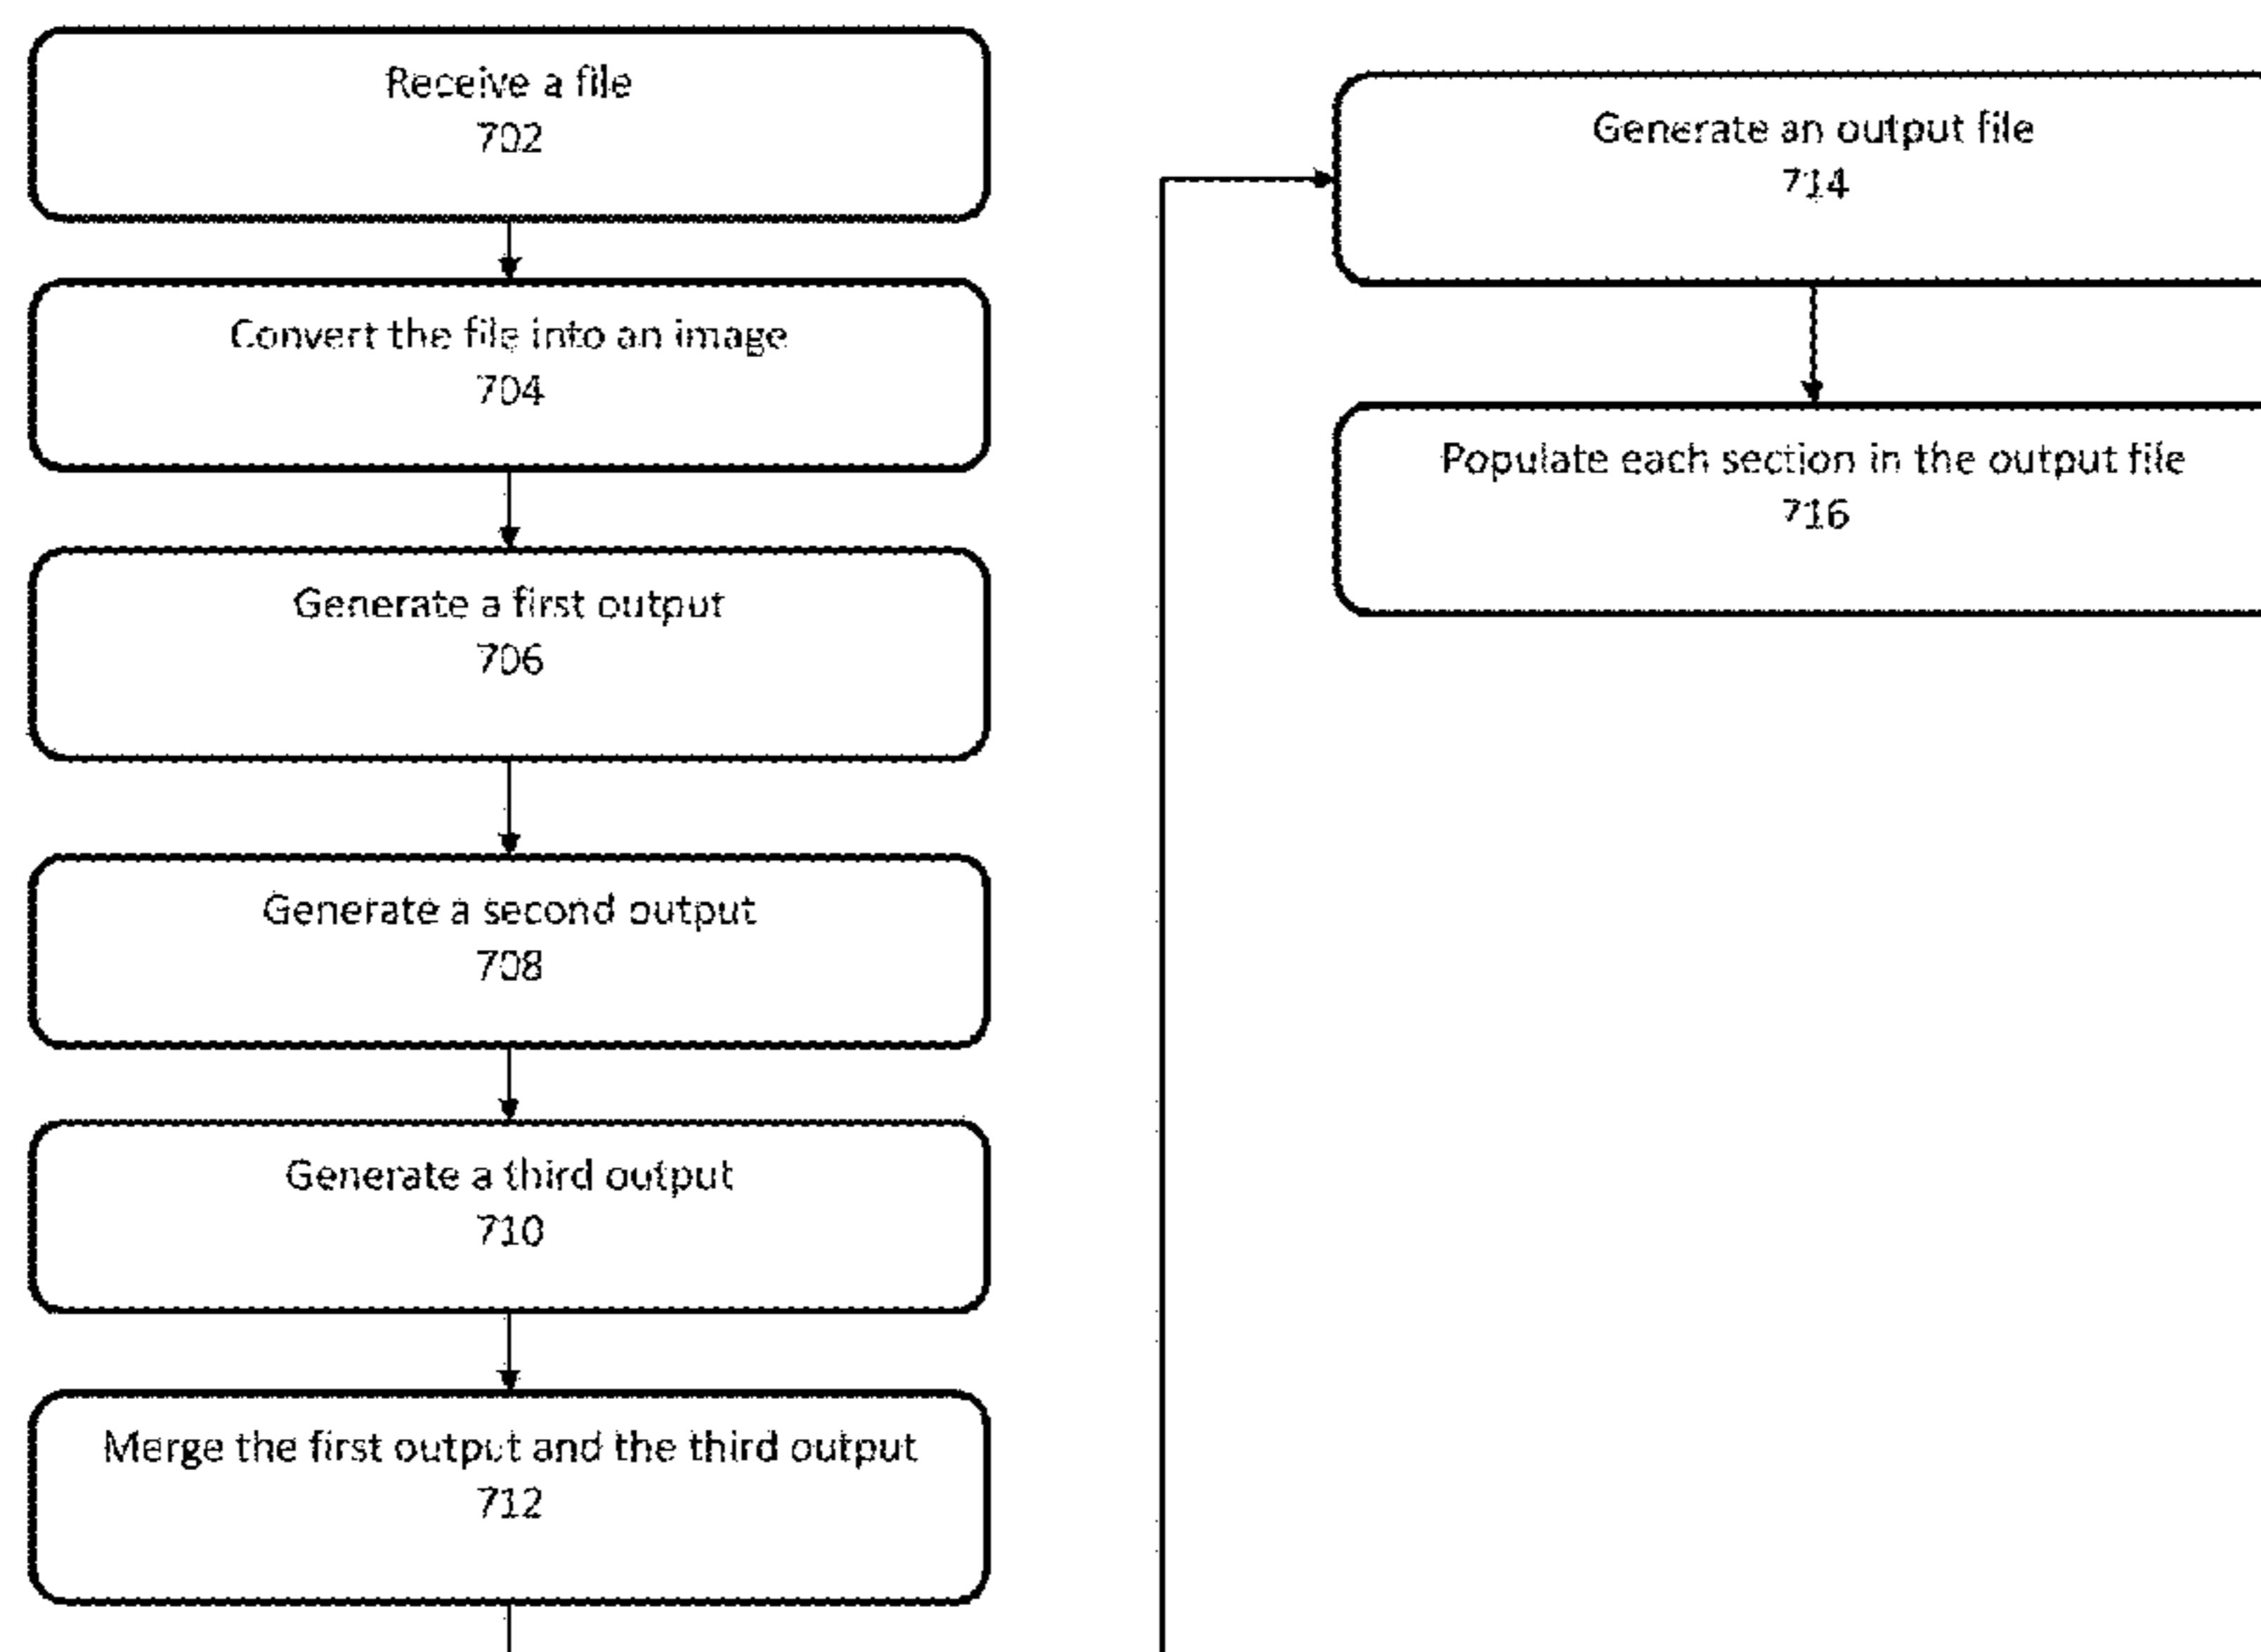 Receive a file
702
Convert the file into an image
704
Generate a first output
706
Generate a second output
708
Generate a third output
710
Merge the first output and the third output
712
Generate an output file
714
Populate each section in the output file
716